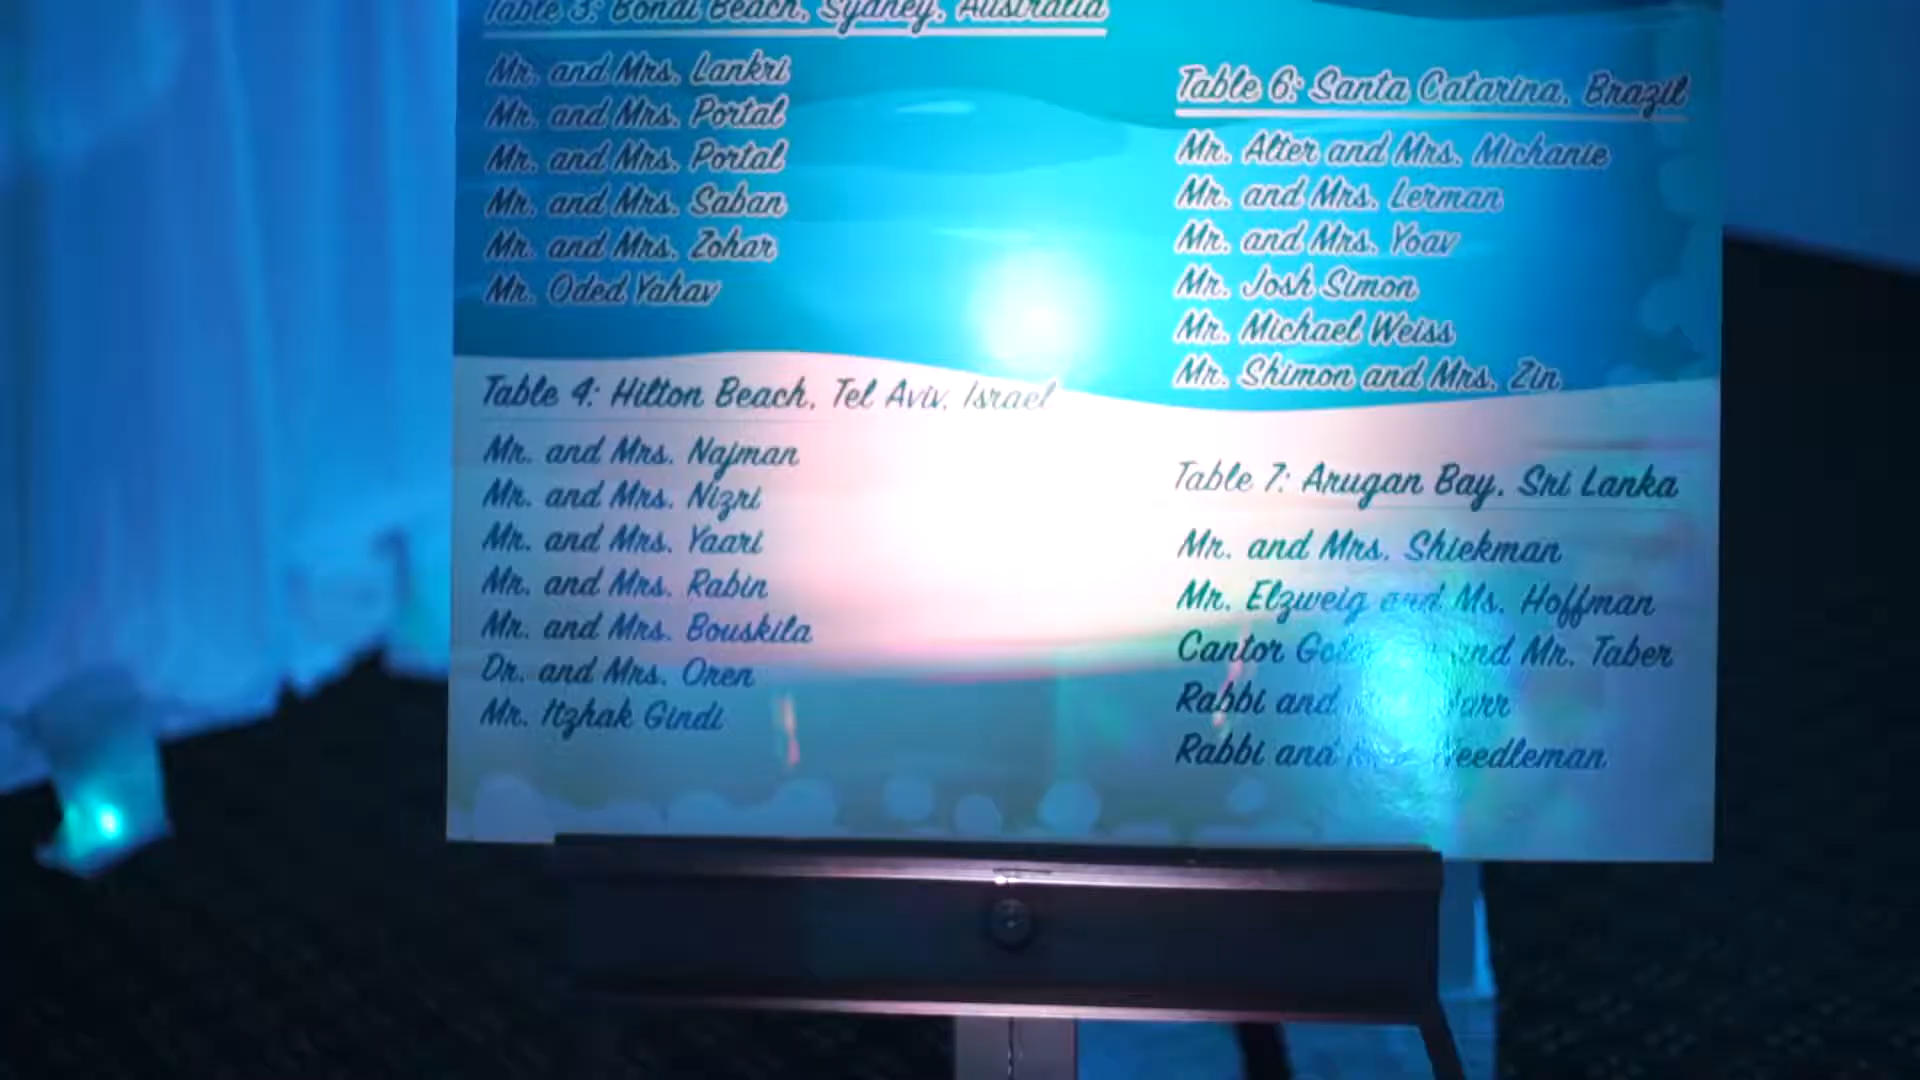 Table 3: Bondi Beach, Sydney, Australia
Mr. and Mrs. Lankri
Mr. and Mrs. Portal
Mr. and Mrs. Portal
Mr. and Mrs. Saban
Mr. and Mrs. Zohar
Mr. Oded Yahav
Table 4: Hilton Beach, Tel Aviv, Israel
Mr. and Mrs. Najman
Mr. and Mrs. Nizri
Mr. and Mrs. Yaari
Mr. and Mrs. Rabin
Mr. and Mrs. Bouskila
Dr. and Mrs. Oren
Mr. Itzhak Gindi
Table 6: Santa Catarina, Brazil
Mr. Alter and Mrs. Michanie
Mr. and Mrs. Lerman
Mr. and Mrs. Yoav
Mr. Josh Simon
Mr. Michael Weiss
Mr. Shimon and Mrs. Zin
Table 7: Arugan Bay, Sri Lanka
Mr. and Mrs. Shiekman
Mr. Elzweig and Ms. Hoffman
Cantor and Mr. Taber
Rabbi and
Rabbi and Needleman